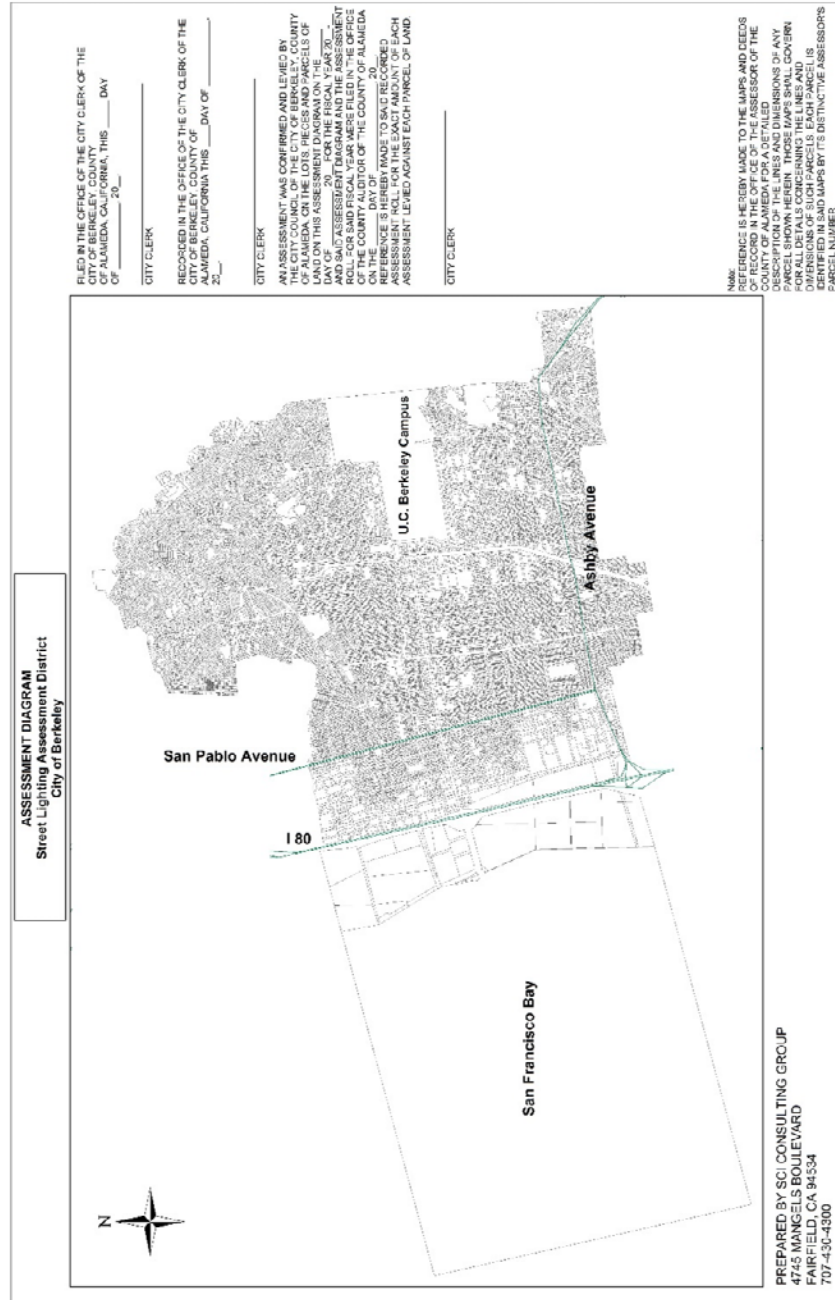 ASSESSMENT DIAGRAM
Street Lighting Assessment District
City of Berkeley
N
San Francisco Bay
I 80
San Pablo Avenue
U.C. Berkeley Campus
Ashby Avenue
FILED IN THE OFFICE OF THE CITY CLERK OF THE
CITY OF BERKELEY, COUNTY
OF ALAMEDA, CALIFORNIA, THIS ____ DAY
OF ______, 20__.
CITY CLERK
RECORDED IN THE OFFICE OF THE CITY CLERK OF THE
CITY OF BERKELEY, COUNTY OF
ALAMEDA, CALIFORNIA THIS ____ DAY OF ______,
20__.
CITY CLERK
AN ASSESSMENT WAS CONFIRMED AND LEVIED BY
THE CITY COUNCIL OF THE CITY OF BERKELEY, COUNTY
OF ALAMEDA, ON THE LOTS, PIECES AND PARCELS OF
LAND ON THIS ASSESSMENT DIAGRAM ON THE ____
DAY OF ____ 20__ FOR THE FISCAL YEAR 20__
AND SAID ASSESSMENT DIAGRAM AND THE ASSESSMENT
ROLL FOR SAID FISCAL YEAR WERE FILED IN THE OFFICE
OF THE COUNTY AUDITOR OF THE COUNTY OF ALAMEDA
ON THE ____ DAY OF ______, 20__.
REFERENCE IS HEREBY MADE TO SAID RECORDED
ASSESSMENT ROLL FOR THE EXACT AMOUNT OF EACH
ASSESSMENT LEVIED AGAINST EACH PARCEL OF LAND.
CITY CLERK
Note:
REFERENCE IS HEREBY MADE TO THE MAPS AND DEEDS
OF RECORD IN THE OFFICE OF THE ASSESSOR OF THE
COUNTY OF ALAMEDA FOR A DETAILED
DESCRIPTION OF THE LINES AND DIMENSIONS OF ANY
PARCEL SHOWN HEREIN. THOSE MAPS SHALL GOVERN
FOR ALL DETAILS CONCERNING THE LINES AND
DIMENSIONS OF SUCH PARCELS. EACH PARCEL IS
IDENTIFIED IN SAID MAPS BY ITS DISTINCTIVE ASSESSOR'S
PARCEL NUMBER.
PREPARED BY SCI CONSULTING GROUP
4745 MANGELS BOULEVARD
FAIRFIELD, CA 94534
707-430-4300